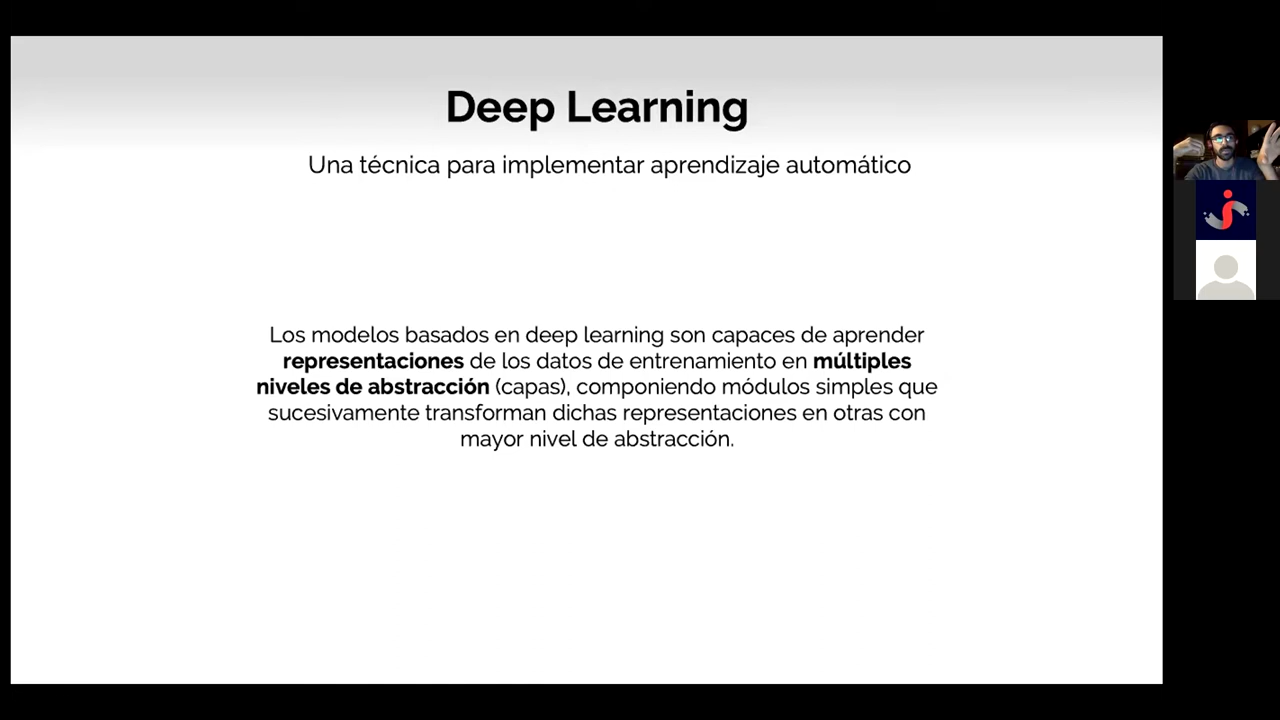 Deep Learning
Una técnica para implementar aprendizaje automático
Los modelos basados en deep learning son capaces de aprender
representaciones de los datos de entrenamiento en múltiples
niveles de abstracción (capas), componiendo módulos simples que
sucesivamente transforman dichas representaciones en otras con
mayor nivel de abstracción.